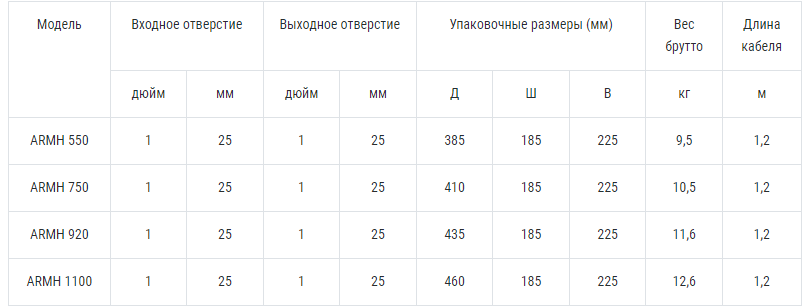 Модель Входное отверстие Выходное отверстие Упаковочные размеры (мм) Вес брутто Длина кабеля
дюйм мм дюйм мм Д Ш В кг м
ARMH 550 1 25 1 25 385 185 225 9,5 1,2
ARMH 750 1 25 1 25 410 185 225 10,5 1,2
ARMH 920 1 25 1 25 435 185 225 11,6 1,2
ARMH 1100 1 25 1 25 460 185 225 12,6 1,2